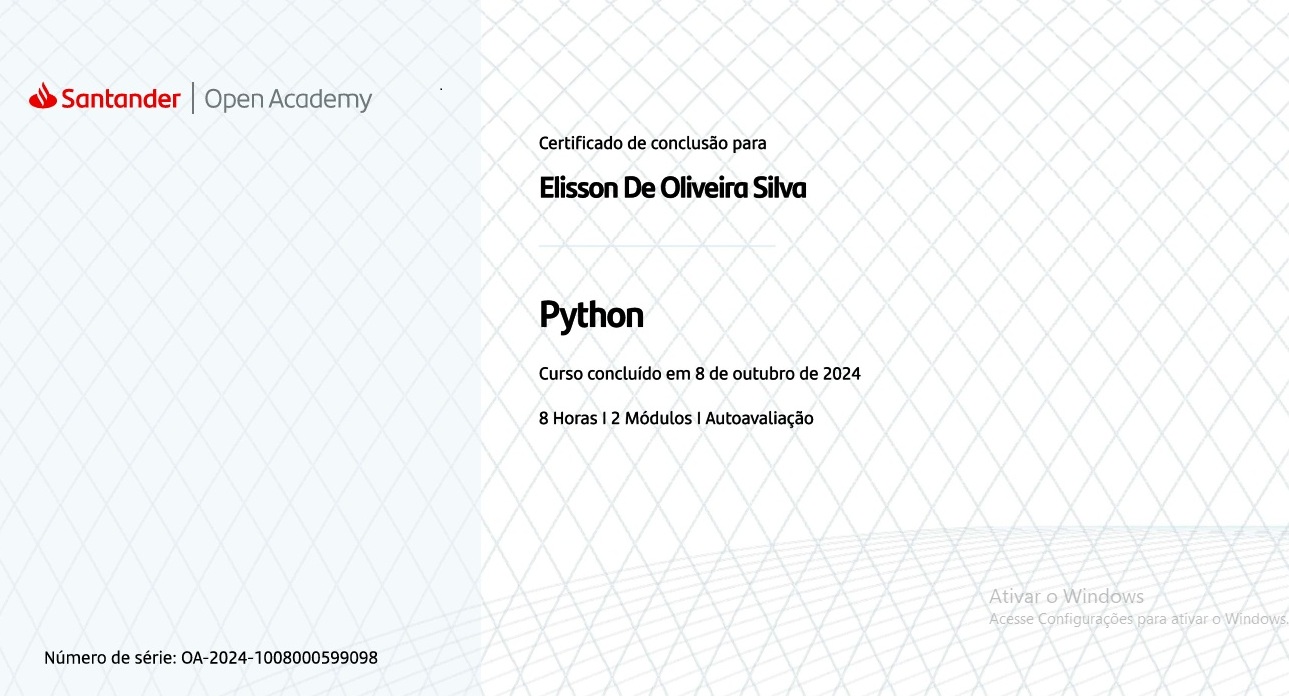 Santander | Open Academy
Certificado de conclusão para
Elisson De Oliveira Silva
Python
Curso concluído em 8 de outubro de 2024
8 Horas I 2 Módulos I Autoavaliação
Ativar o Windows
Acesse Configurações para ativar o Windows.
Número de série: OA-2024-1008000599098